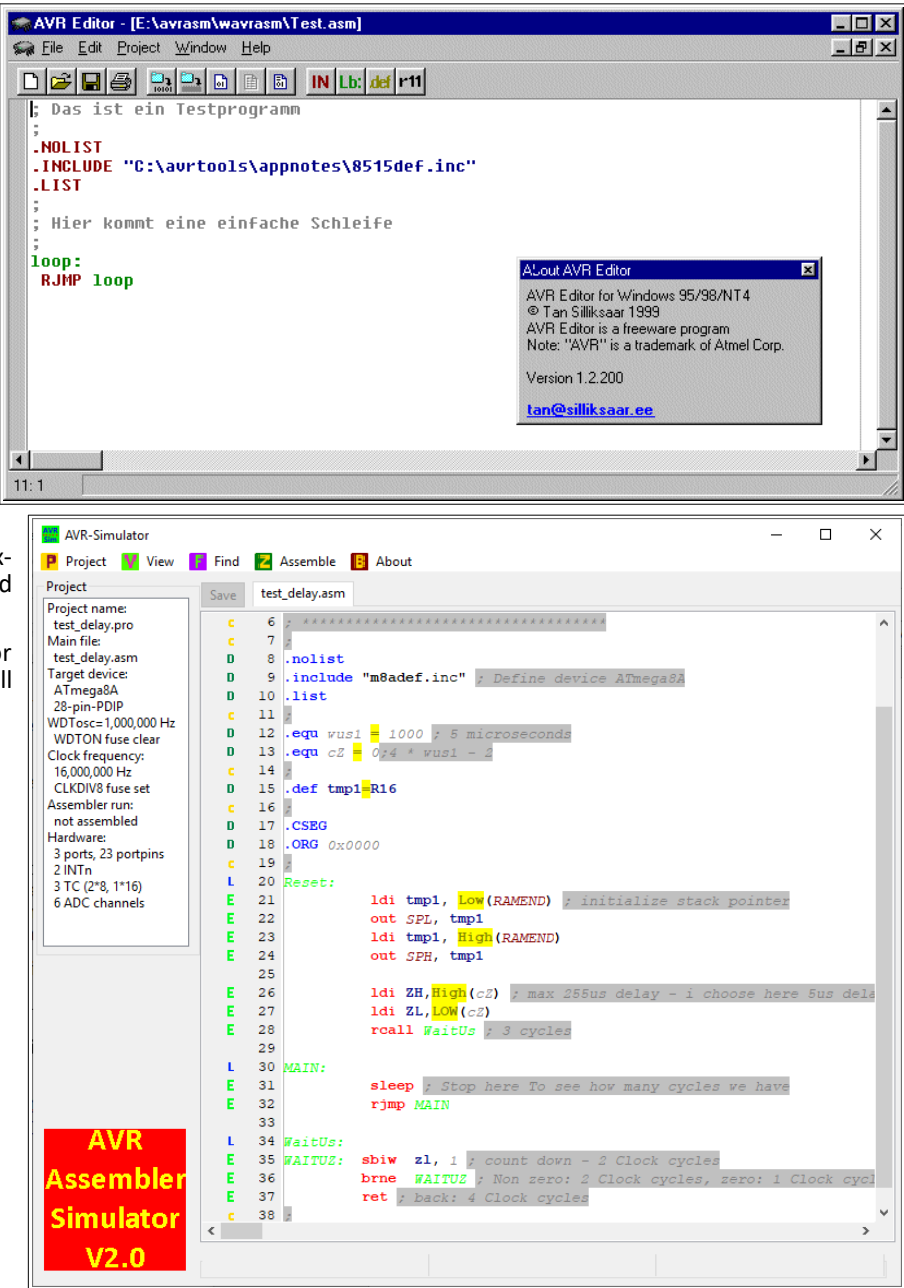 AVR Editor - [E:\avrasm\wavrasm\Test.asm]
File Edit Project Window Help
IN Lb: def r11
; Das ist ein Testprogramm
;
.NOLIST
.INCLUDE "C:\avrtools\appnotes\8515def.inc"
.LIST
;
; Hier kommt eine einfache Schleife
;
loop:
RJMP loop
About AVR Editor
AVR Editor for Windows 95/98/NT4
© Tan Silliksaar 1999
AVR Editor is a freeware program
Note: "AVR" is a trademark of Atmel Corp.
Version 1.2.200
tan@silliksaar.ee
11: 1
AVR Sim AVR-Simulator
P Project V View F Find Z Assemble B About
Project
Project name:
test_delay.pro
Main file:
test_delay.asm
Target device:
ATmega8A
28-pin-PDIP
WDTosc=1,000,000 Hz
WDTON fuse clear
Clock frequency:
16,000,000 Hz
CLKDIV8 fuse set
Assembler run:
not assembled
Hardware:
3 ports, 23 portpins
2 INTn
3 TC (2*8, 1*16)
6 ADC channels
Save test_delay.asm
c 6 ; ***********************************
c 7 ;
D 8 .nolist
D 9 .include "m8adef.inc" ; Define device ATmega8A
D 10 .list
c 11 ;
D 12 .equ wus1 = 1000 ; 5 microseconds
D 13 .equ cZ = 0;4 * wus1 - 2
c 14 ;
D 15 .def tmp1=R16
c 16 ;
D 17 .CSEG
D 18 .ORG 0x0000
c 19 ;
L 20 Reset:
E 21 ldi tmp1, Low(RAMEND) ; initialize stack pointer
E 22 out SPL, tmp1
E 23 ldi tmp1, High(RAMEND)
E 24 out SPH, tmp1
25
E 26 ldi ZH,High(cZ) ; max 255us delay - i choose here 5us dela
E 27 ldi ZL,LOW(cZ)
E 28 rcall WaitUs ; 3 cycles
29
L 30 MAIN:
E 31 sleep ; Stop here To see how many cycles we have
E 32 rjmp MAIN
33
L 34 WaitUs:
E 35 WAITUZ: sbiw zl, 1 ; count down - 2 Clock cycles
E 36 brne WAITUZ ; Non zero: 2 Clock cycles, zero: 1 Clock cycl
E 37 ret ; back: 4 Clock cycles
c 38 ;
AVR
Assembler
Simulator
V2.0